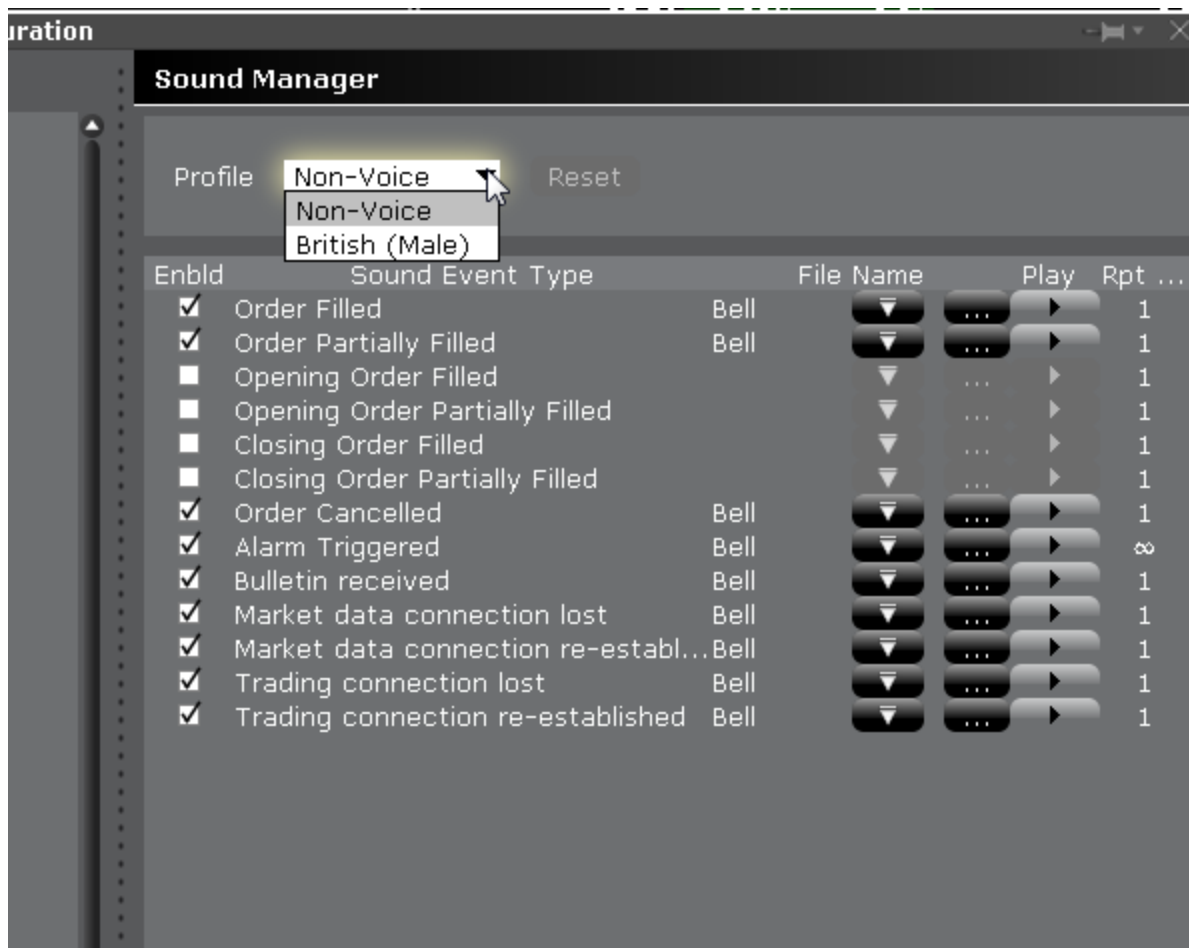 uration
Sound Manager
Profile Non-Voice Reset
Non-Voice
British (Male)
Enbld Sound Event Type File Name Play Rpt ...
Order Filled Bell ... 1
Order Partially Filled Bell ... 1
Opening Order Filled ... 1
Opening Order Partially Filled ... 1
Closing Order Filled ... 1
Closing Order Partially Filled ... 1
Order Cancelled Bell ... 1
Alarm Triggered Bell ... ∞
Bulletin received Bell ... 1
Market data connection lost Bell ... 1
Market data connection re-establ... Bell ... 1
Trading connection lost Bell ... 1
Trading connection re-established Bell ... 1